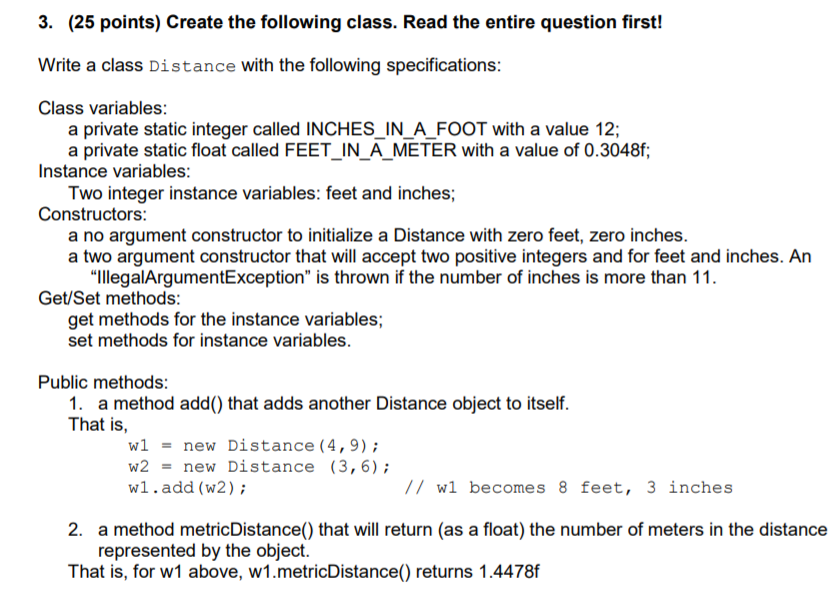 3. (25 points) Create the following class. Read the entire question first!
Write a class Distance with the following specifications:
Class variables:
a private static integer called INCHES_IN_A_FOOT with a value 12;
a private static float called FEET_IN_A_METER with a value of 0.3048f;
Instance variables:
Two integer instance variables: feet and inches;
Constructors:
a no argument constructor to initialize a Distance with zero feet, zero inches.
a two argument constructor that will accept two positive integers and for feet and inches. An
“IllegalArgumentException” is thrown if the number of inches is more than 11.
Get/Set methods:
get methods for the instance variables;
set methods for instance variables.
Public methods:
1. a method add() that adds another Distance object to itself.
That is,
w1 = new Distance(4,9);
w2 = new Distance (3,6);
w1.add(w2); // w1 becomes 8 feet, 3 inches
2. a method metricDistance() that will return (as a float) the number of meters in the distance
represented by the object.
That is, for w1 above, w1.metricDistance() returns 1.4478f